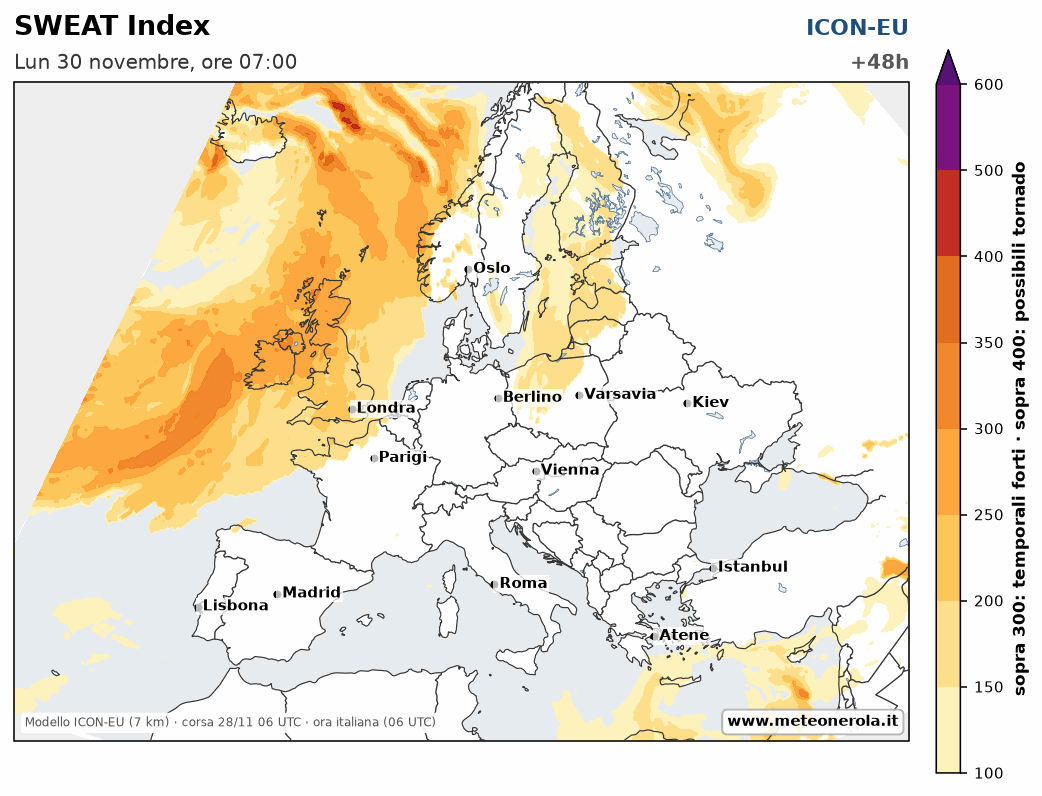 SWEAT Index
ICON-EU
Lun 30 novembre, ore 07:00
+48h
Oslo
Londra
Berlino
Varsavia
Kiev
Parigi
Vienna
Istanbul
Roma
Madrid
Lisbona
Atene
Modello ICON-EU (7 km) · corsa 28/11 06 UTC · ora italiana (06 UTC)
www.meteonerola.it
600
500
400
350
300
250
200
150
100
sopra 300: temporali forti · sopra 400: possibili tornado